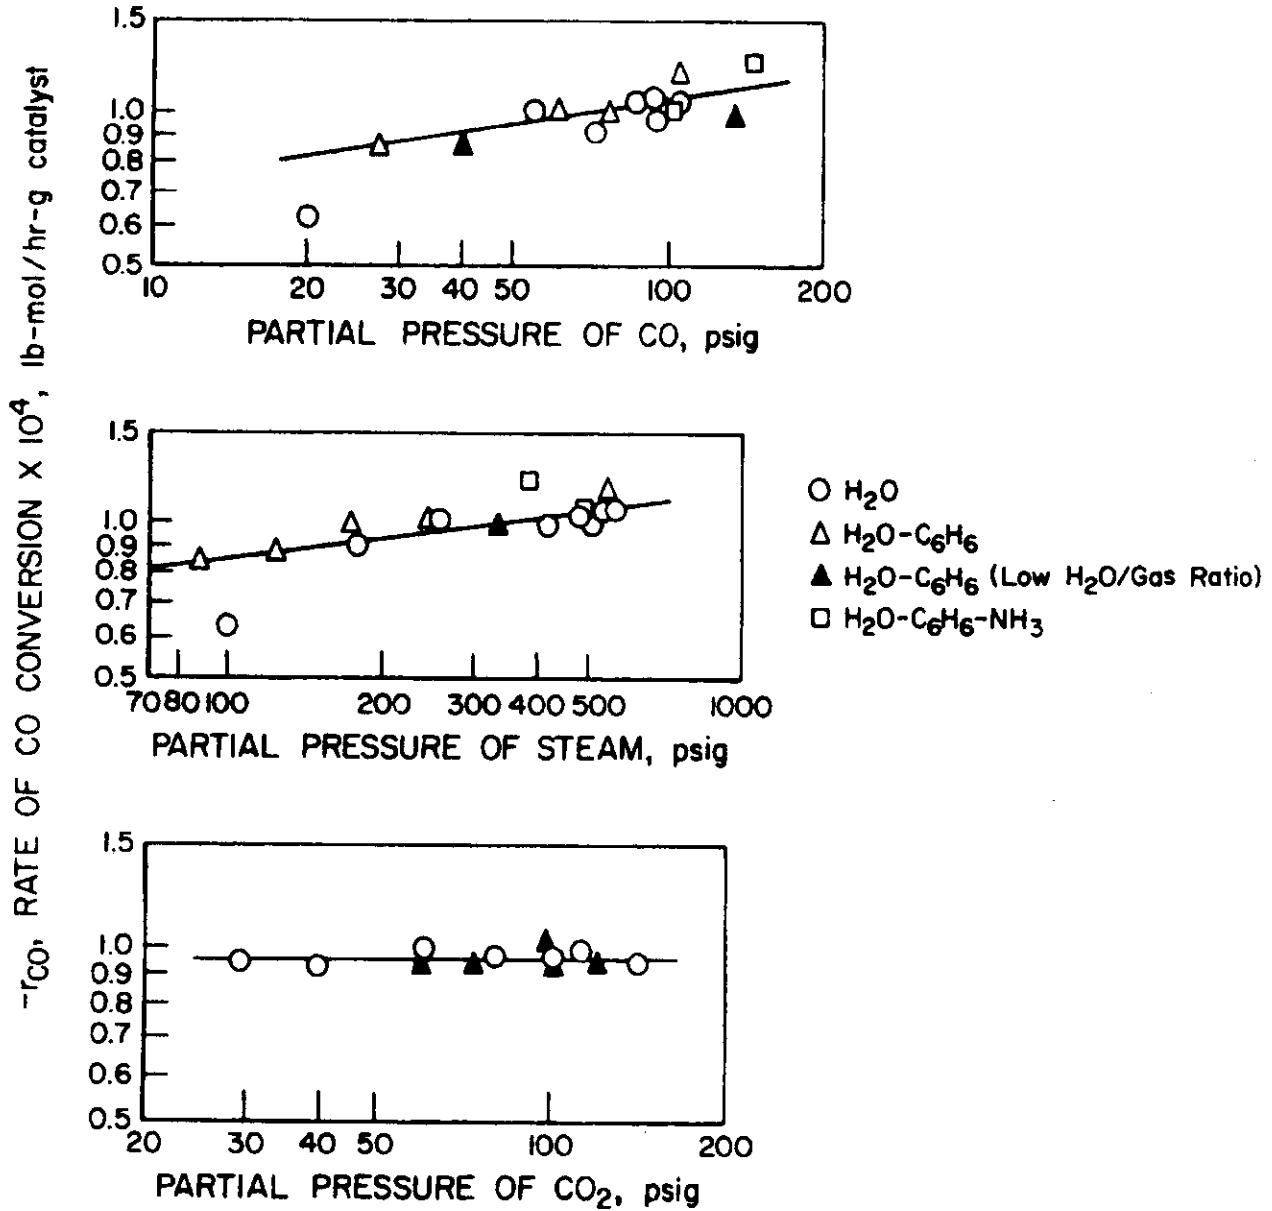 -rCO, RATE OF CO CONVERSION X 10⁴, lb-mol/hr-g catalyst
1.5
1.0
0.9
0.8
0.7
0.6
0.5
10 20 30 40 50 100 200
PARTIAL PRESSURE OF CO, psig
1.5
1.0
0.9
0.8
0.7
0.6
0.5
70 80 100 200 300 400 500 1000
PARTIAL PRESSURE OF STEAM, psig
H₂O
H₂O-C₆H₆
H₂O-C₆H₆ (Low H₂O/Gas Ratio)
H₂O-C₆H₆-NH₃
1.5
1.0
0.9
0.8
0.7
0.6
0.5
20 30 40 50 100 200
PARTIAL PRESSURE OF CO₂, psig